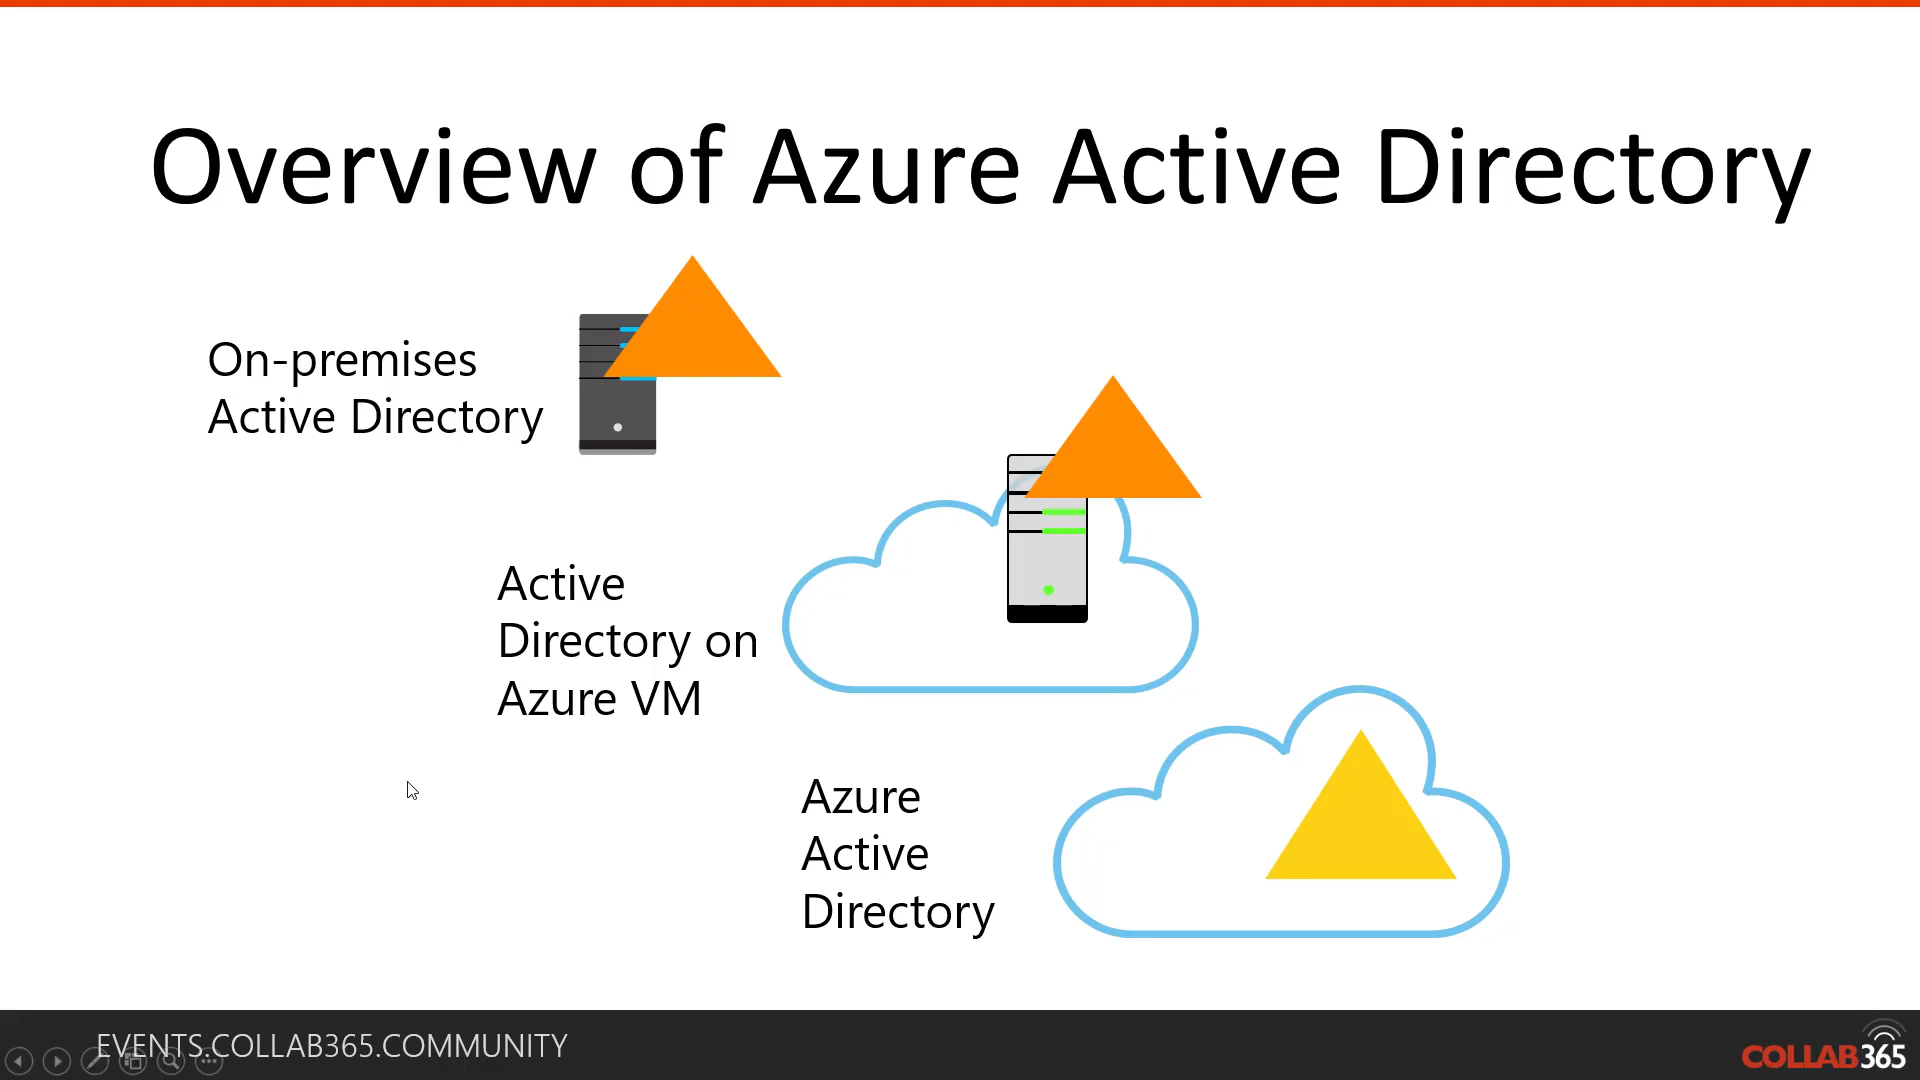 Overview of Azure Active Directory
On-premises
Active Directory
Active
Directory on
Azure VM
Azure
Active
Directory
EVENTS.COLLAB365.COMMUNITY
COLLAB365